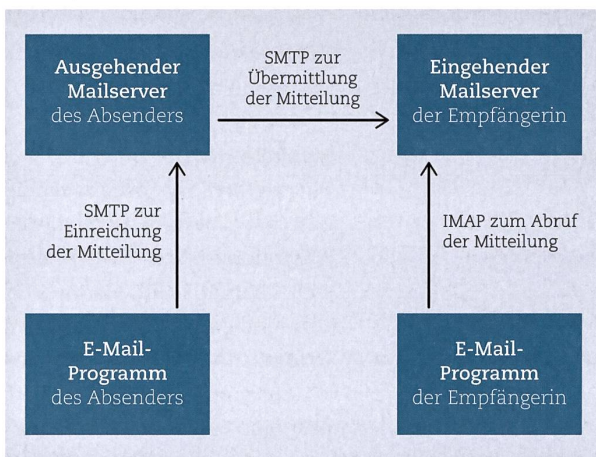 Ausgehender
Mailserver
des Absenders
SMTP zur
Übermittlung
der Mitteilung
Eingehender
Mailserver
der Empfängerin
SMTP zur
Einreichung
der Mitteilung
IMAP zum Abruf
der Mitteilung
E-Mail-
Programm
des Absenders
E-Mail-
Programm
der Empfängerin